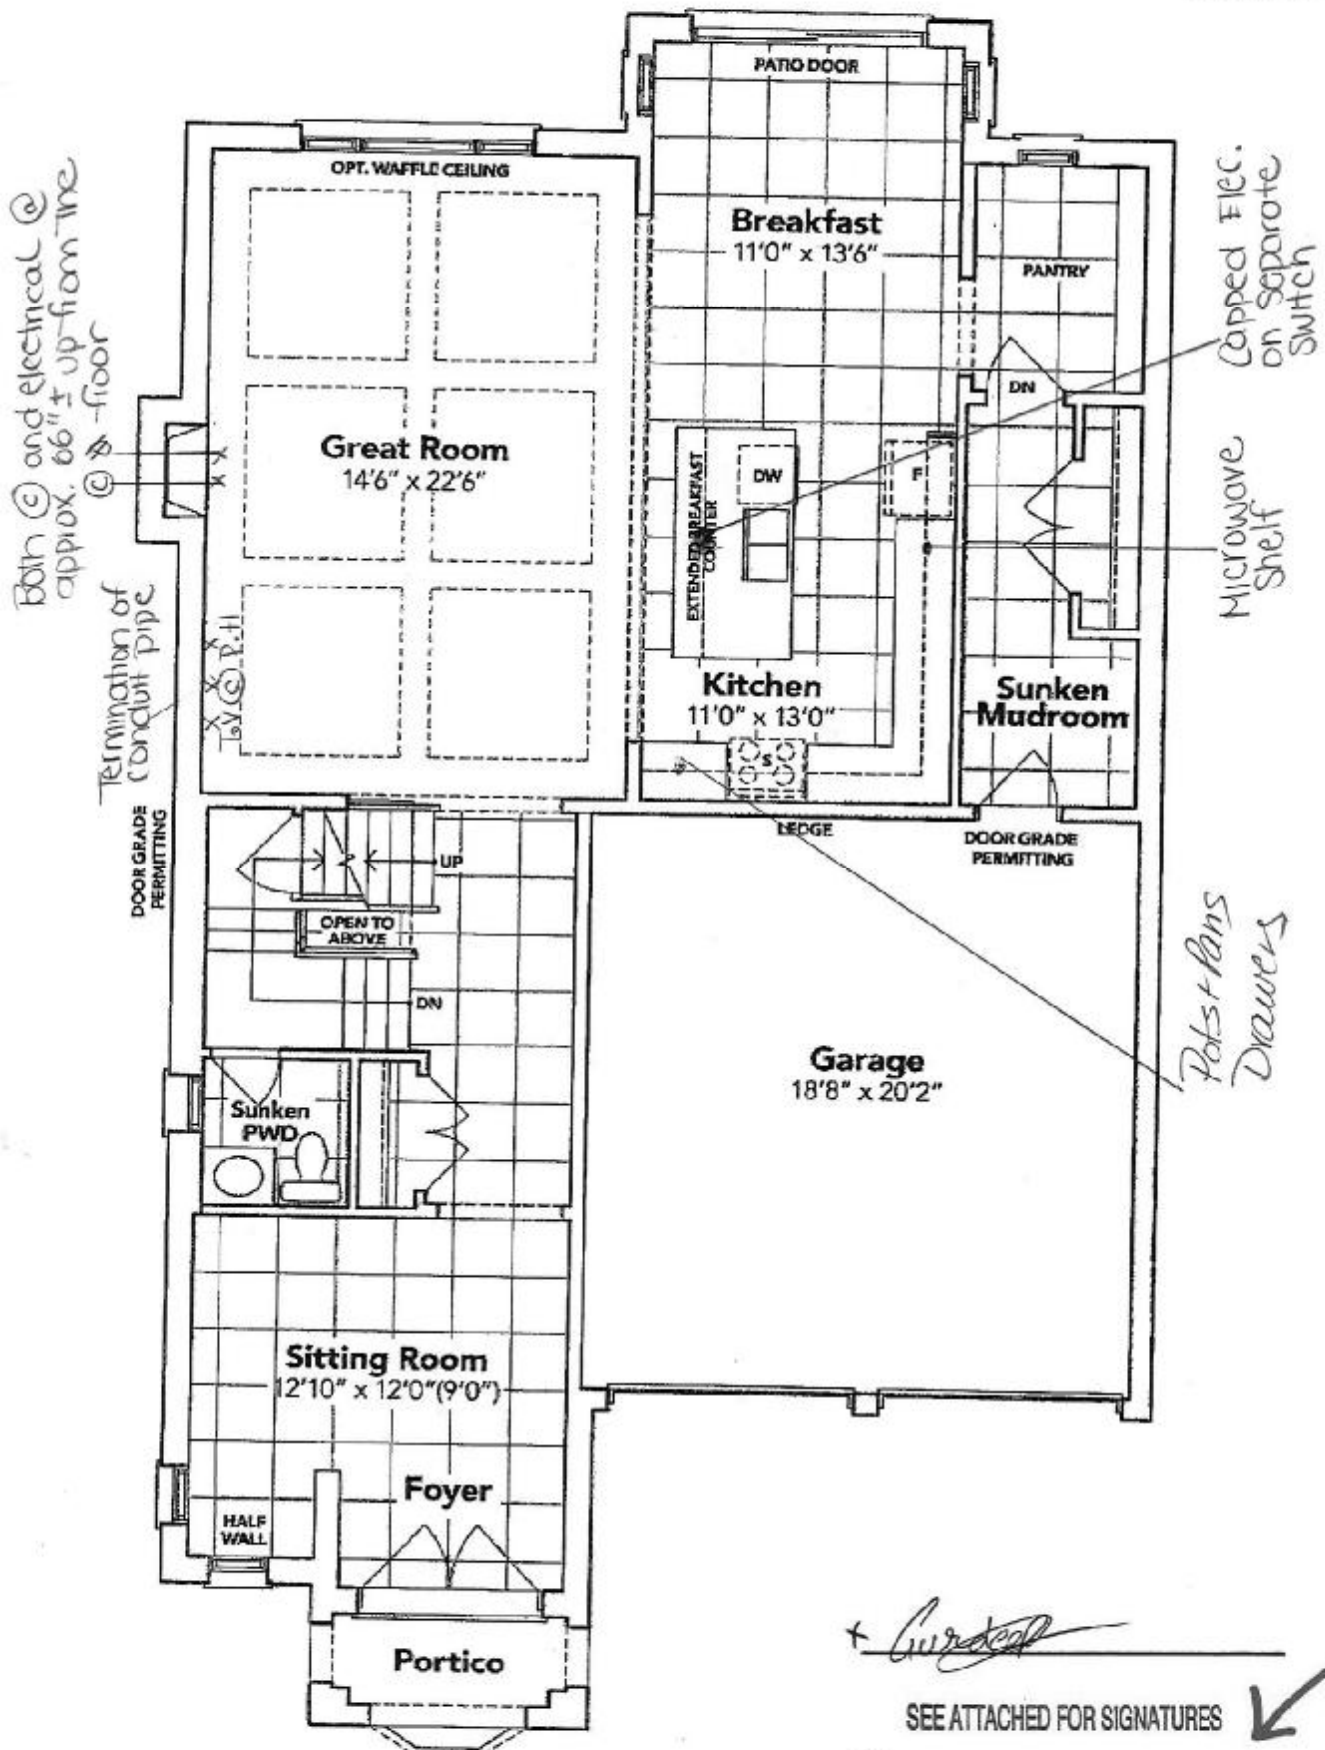 PATIO DOOR
OPT. WAFFLE CEILING
Both © and electrical @
approx. 66" ± up from the
floor
©
Breakfast
11'0" x 13'6"
PANTRY
Capped Elec.
on separate
switch
DN
Great Room
14'6" x 22'6"
EXTENDED BREAKFAST
COUNTER
DW
F
Microwave
Shelf
Termination of
conduit pipe
T.V © P.H
Kitchen
11'0" x 13'0"
S
Sunken
Mudroom
LEDGE
DOOR GRADE
PERMITTING
DOOR GRADE
PERMITTING
UP
OPEN TO
ABOVE
DN
Pots + Pans
Drawers
Garage
18'8" x 20'2"
Sunken
PWD
Sitting Room
12'10" x 12'0"(9'0")
Foyer
HALF
WALL
Portico
SEE ATTACHED FOR SIGNATURES